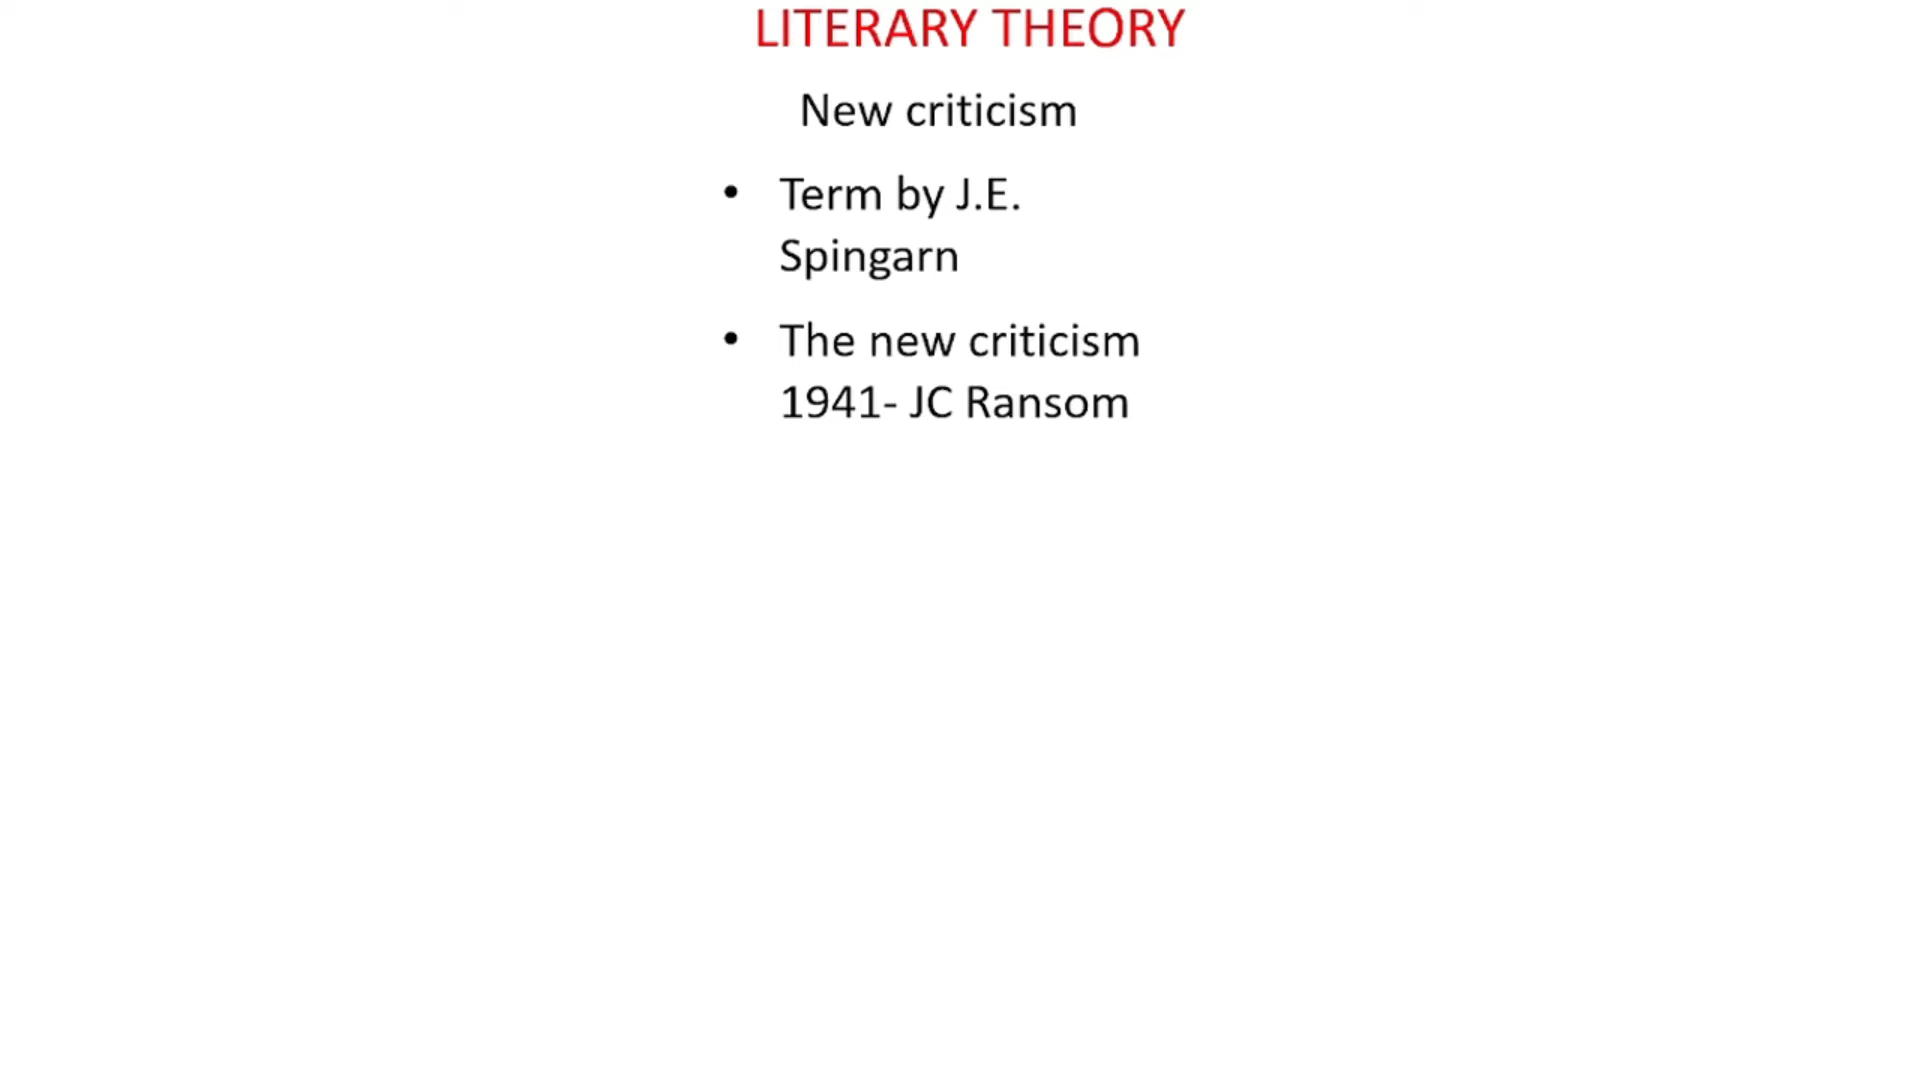 LITERARY THEORY
New criticism
• Term by J.E.
Spingarn
• The new criticism
1941- JC Ransom